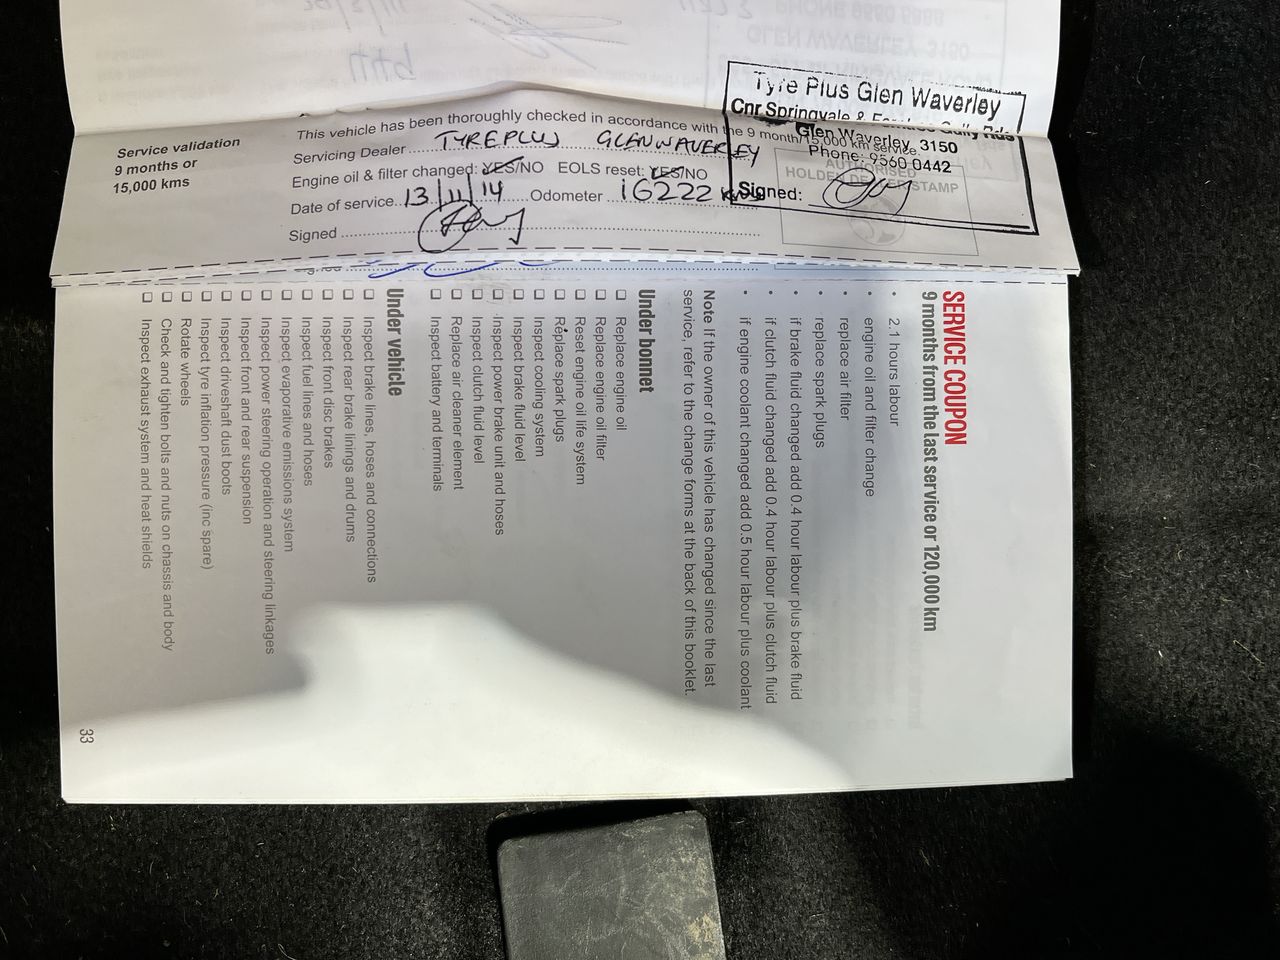 Tyre Plus Glen Waverley
Cnr Springvale & Gully Rds
Glen Waverley, 3150
Phone: 9560 0442
Signed:
Service validation
9 months or
15,000 kms
This vehicle has been thoroughly checked in accordance with the 9 month/15,000 km service.
Servicing Dealer TYREPLUS GLENWAVERLEY
Engine oil & filter changed: YES/NO EOLS reset: YES/NO
Date of service 13/11/14 Odometer 16222 kms
Signed
AUTHORISED
HOLDEN DEALER STAMP
SERVICE COUPON
9 months from the last service or 120,000 km
• 2.1 hours labour
• engine oil and filter change
• replace air filter
• replace spark plugs
• if brake fluid changed add 0.4 hour labour plus brake fluid
• if clutch fluid changed add 0.4 hour labour plus clutch fluid
• if engine coolant changed add 0.5 hour labour plus coolant
Note If the owner of this vehicle has changed since the last
service, refer to the change forms at the back of this booklet.
Under bonnet
❏ Replace engine oil
❏ Replace engine oil filter
❏ Reset engine oil life system
❏ Replace spark plugs
❏ Inspect cooling system
❏ Inspect brake fluid level
❏ Inspect power brake unit and hoses
❏ Inspect clutch fluid level
❏ Replace air cleaner element
❏ Inspect battery and terminals
Under vehicle
❏ Inspect brake lines, hoses and connections
❏ Inspect rear brake linings and drums
❏ Inspect front disc brakes
❏ Inspect fuel lines and hoses
❏ Inspect evaporative emissions system
❏ Inspect power steering operation and steering linkages
❏ Inspect front and rear suspension
❏ Inspect driveshaft dust boots
❏ Inspect tyre inflation pressure (inc spare)
❏ Rotate wheels
❏ Check and tighten bolts and nuts on chassis and body
❏ Inspect exhaust system and heat shields
33